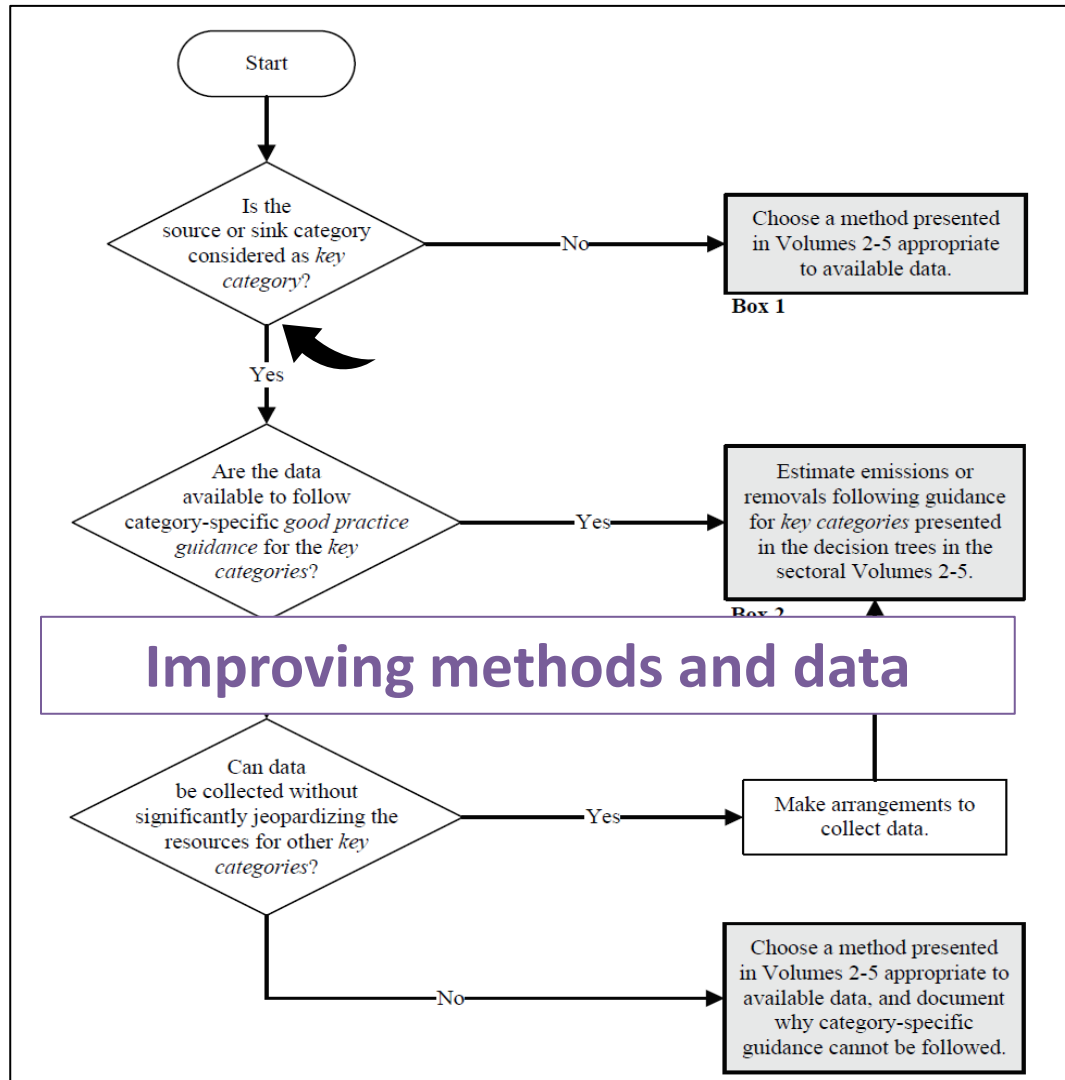 Start
Is the
source or sink category
considered as key
category?
No
Choose a method presented
in Volumes 2-5 appropriate
to available data.
Box 1
Yes
Are the data
available to follow
category-specific good practice
guidance for the key
categories?
Yes
Estimate emissions or
removals following guidance
for key categories presented
in the decision trees in the
sectoral Volumes 2-5.
Box 2
Improving methods and data
Can data
be collected without
significantly jeopardizing the
resources for other key
categories?
Yes
Make arrangements to
collect data.
No
Choose a method presented
in Volumes 2-5 appropriate to
available data, and document
why category-specific
guidance cannot be followed.